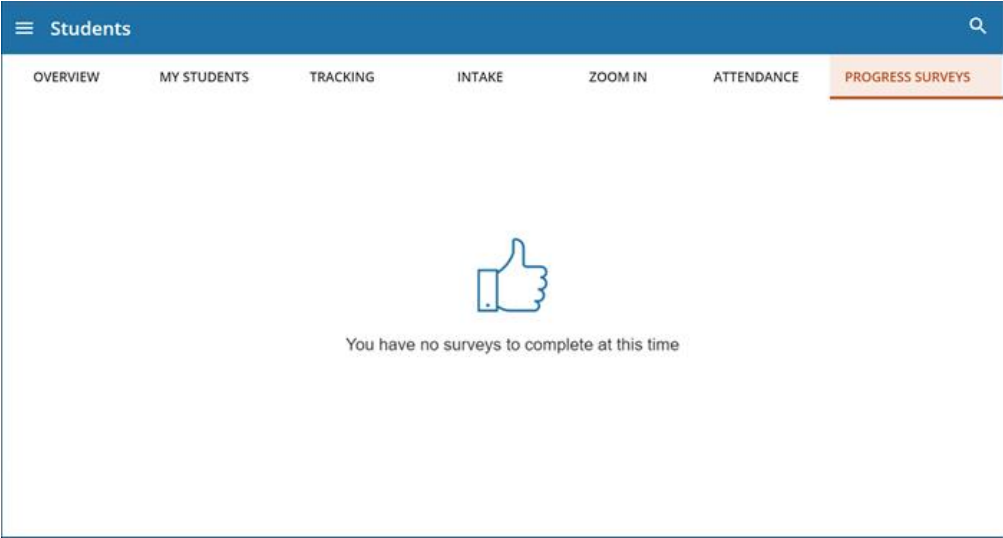 Students
OVERVIEW MY STUDENTS TRACKING INTAKE ZOOM IN ATTENDANCE PROGRESS SURVEYS
You have no surveys to complete at this time